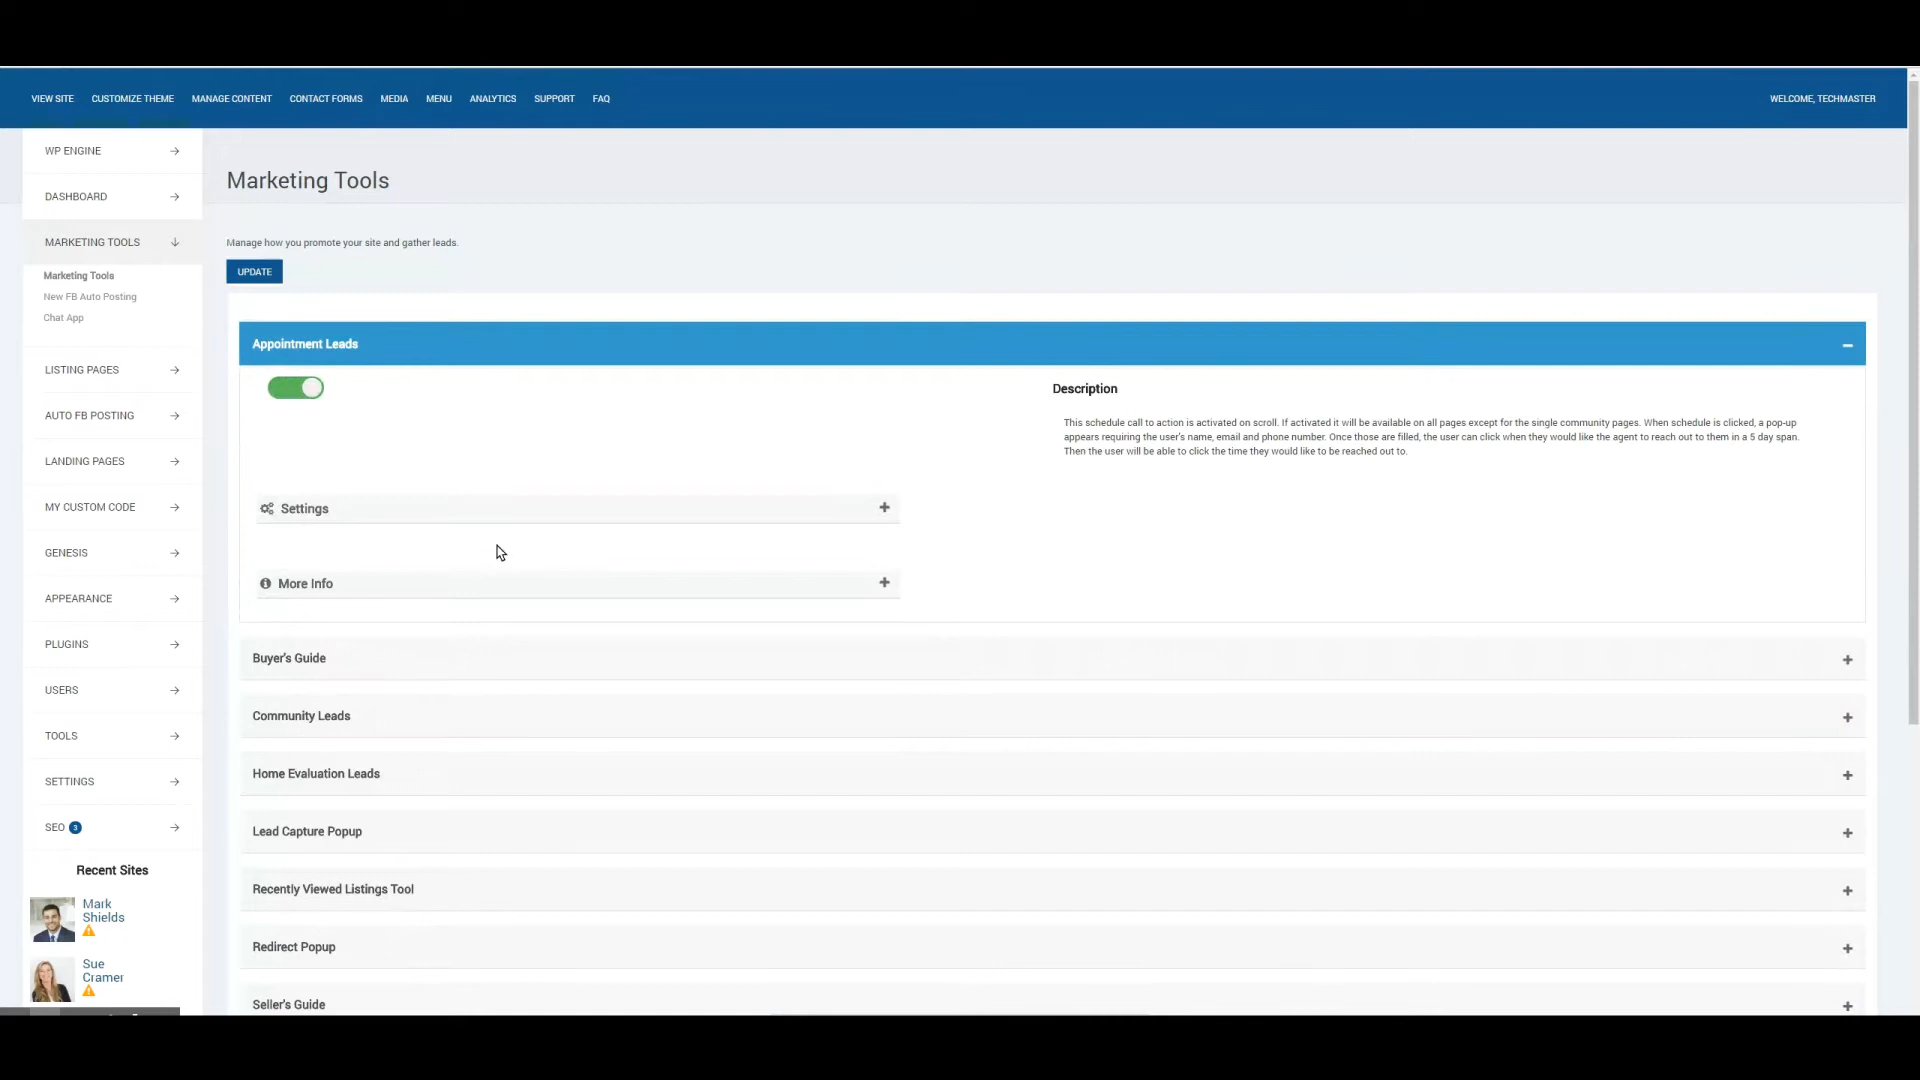 VIEW SITE CUSTOMIZE THEME MANAGE CONTENT CONTACT FORMS MEDIA MENU ANALYTICS SUPPORT FAQ WELCOME, TECHMASTER
WP ENGINE
DASHBOARD
MARKETING TOOLS
Marketing Tools
New FB Auto Posting
Chat App
LISTING PAGES
AUTO FB POSTING
LANDING PAGES
MY CUSTOM CODE
GENESIS
APPEARANCE
PLUGINS
USERS
TOOLS
SETTINGS
SEO 3
Recent Sites
Mark
Shields
Sue
Cramer
Marketing Tools
Manage how you promote your site and gather leads.
UPDATE
Appointment Leads
Description
This schedule call to action is activated on scroll. If activated it will be available on all pages except for the single community pages. When schedule is clicked, a pop-up
appears requiring the user's name, email and phone number. Once those are filled, the user can click when they would like the agent to reach out to them in a 5 day span.
Then the user will be able to click the time they would like to be reached out to.
Settings
More Info
Buyer's Guide
Community Leads
Home Evaluation Leads
Lead Capture Popup
Recently Viewed Listings Tool
Redirect Popup
Seller's Guide